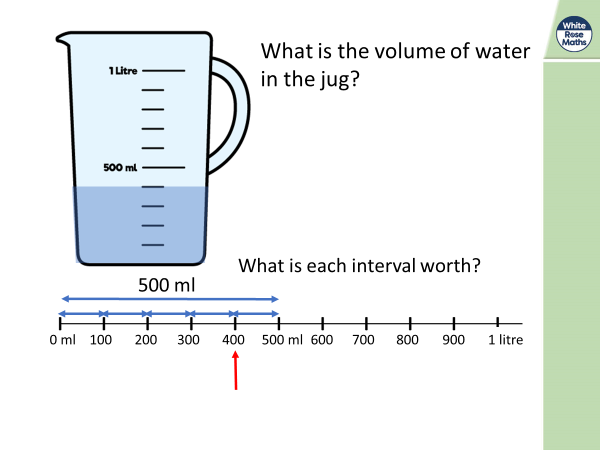 White
Rose
Maths
What is the volume of water
in the jug?
1 Litre
500 ml
What is each interval worth?
500 ml
0 ml 100 200 300 400 500 ml 600 700 800 900 1 litre